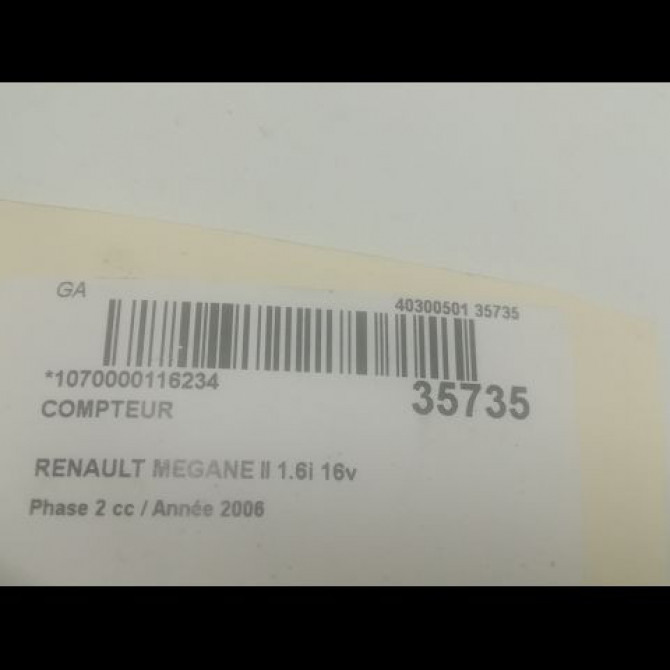 GA
40300501 35735
*1070000116234
35735
COMPTEUR
RENAULT MEGANE II 1.6i 16v
Phase 2 cc / Année 2006